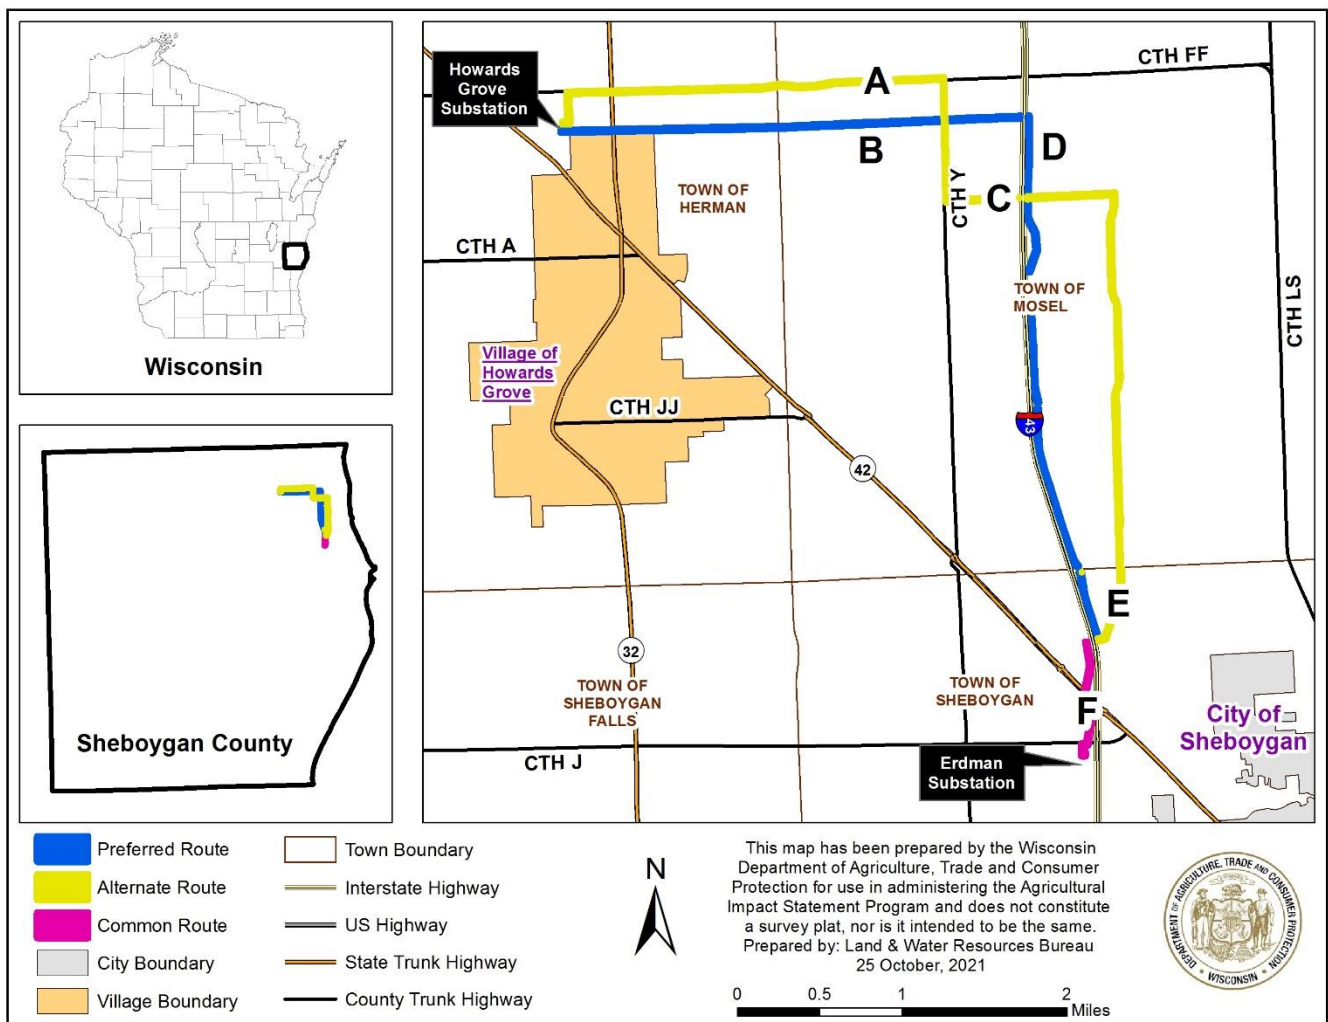 Wisconsin
Sheboygan County
Howards
Grove
Substation
A
CTH FF
B
D
TOWN OF
HERMAN
CTH Y
C
CTH A
TOWN OF
MOSEL
CTH LS
Village of
Howards
Grove
CTH JJ
43
42
E
32
TOWN OF
SHEBOYGAN
FALLS
TOWN OF
SHEBOYGAN
F
City of
Sheboygan
CTH J
Erdman
Substation
Preferred Route
Alternate Route
Common Route
City Boundary
Village Boundary
Town Boundary
Interstate Highway
US Highway
State Trunk Highway
County Trunk Highway
N
This map has been prepared by the Wisconsin
Department of Agriculture, Trade and Consumer
Protection for use in administering the Agricultural
Impact Statement Program and does not constitute
a survey plat, nor is it intended to be the same.
Prepared by: Land & Water Resources Bureau
25 October, 2021
0 0.5 1 2
Miles
DEPARTMENT OF AGRICULTURE, TRADE AND CONSUMER PROTECTION
WISCONSIN